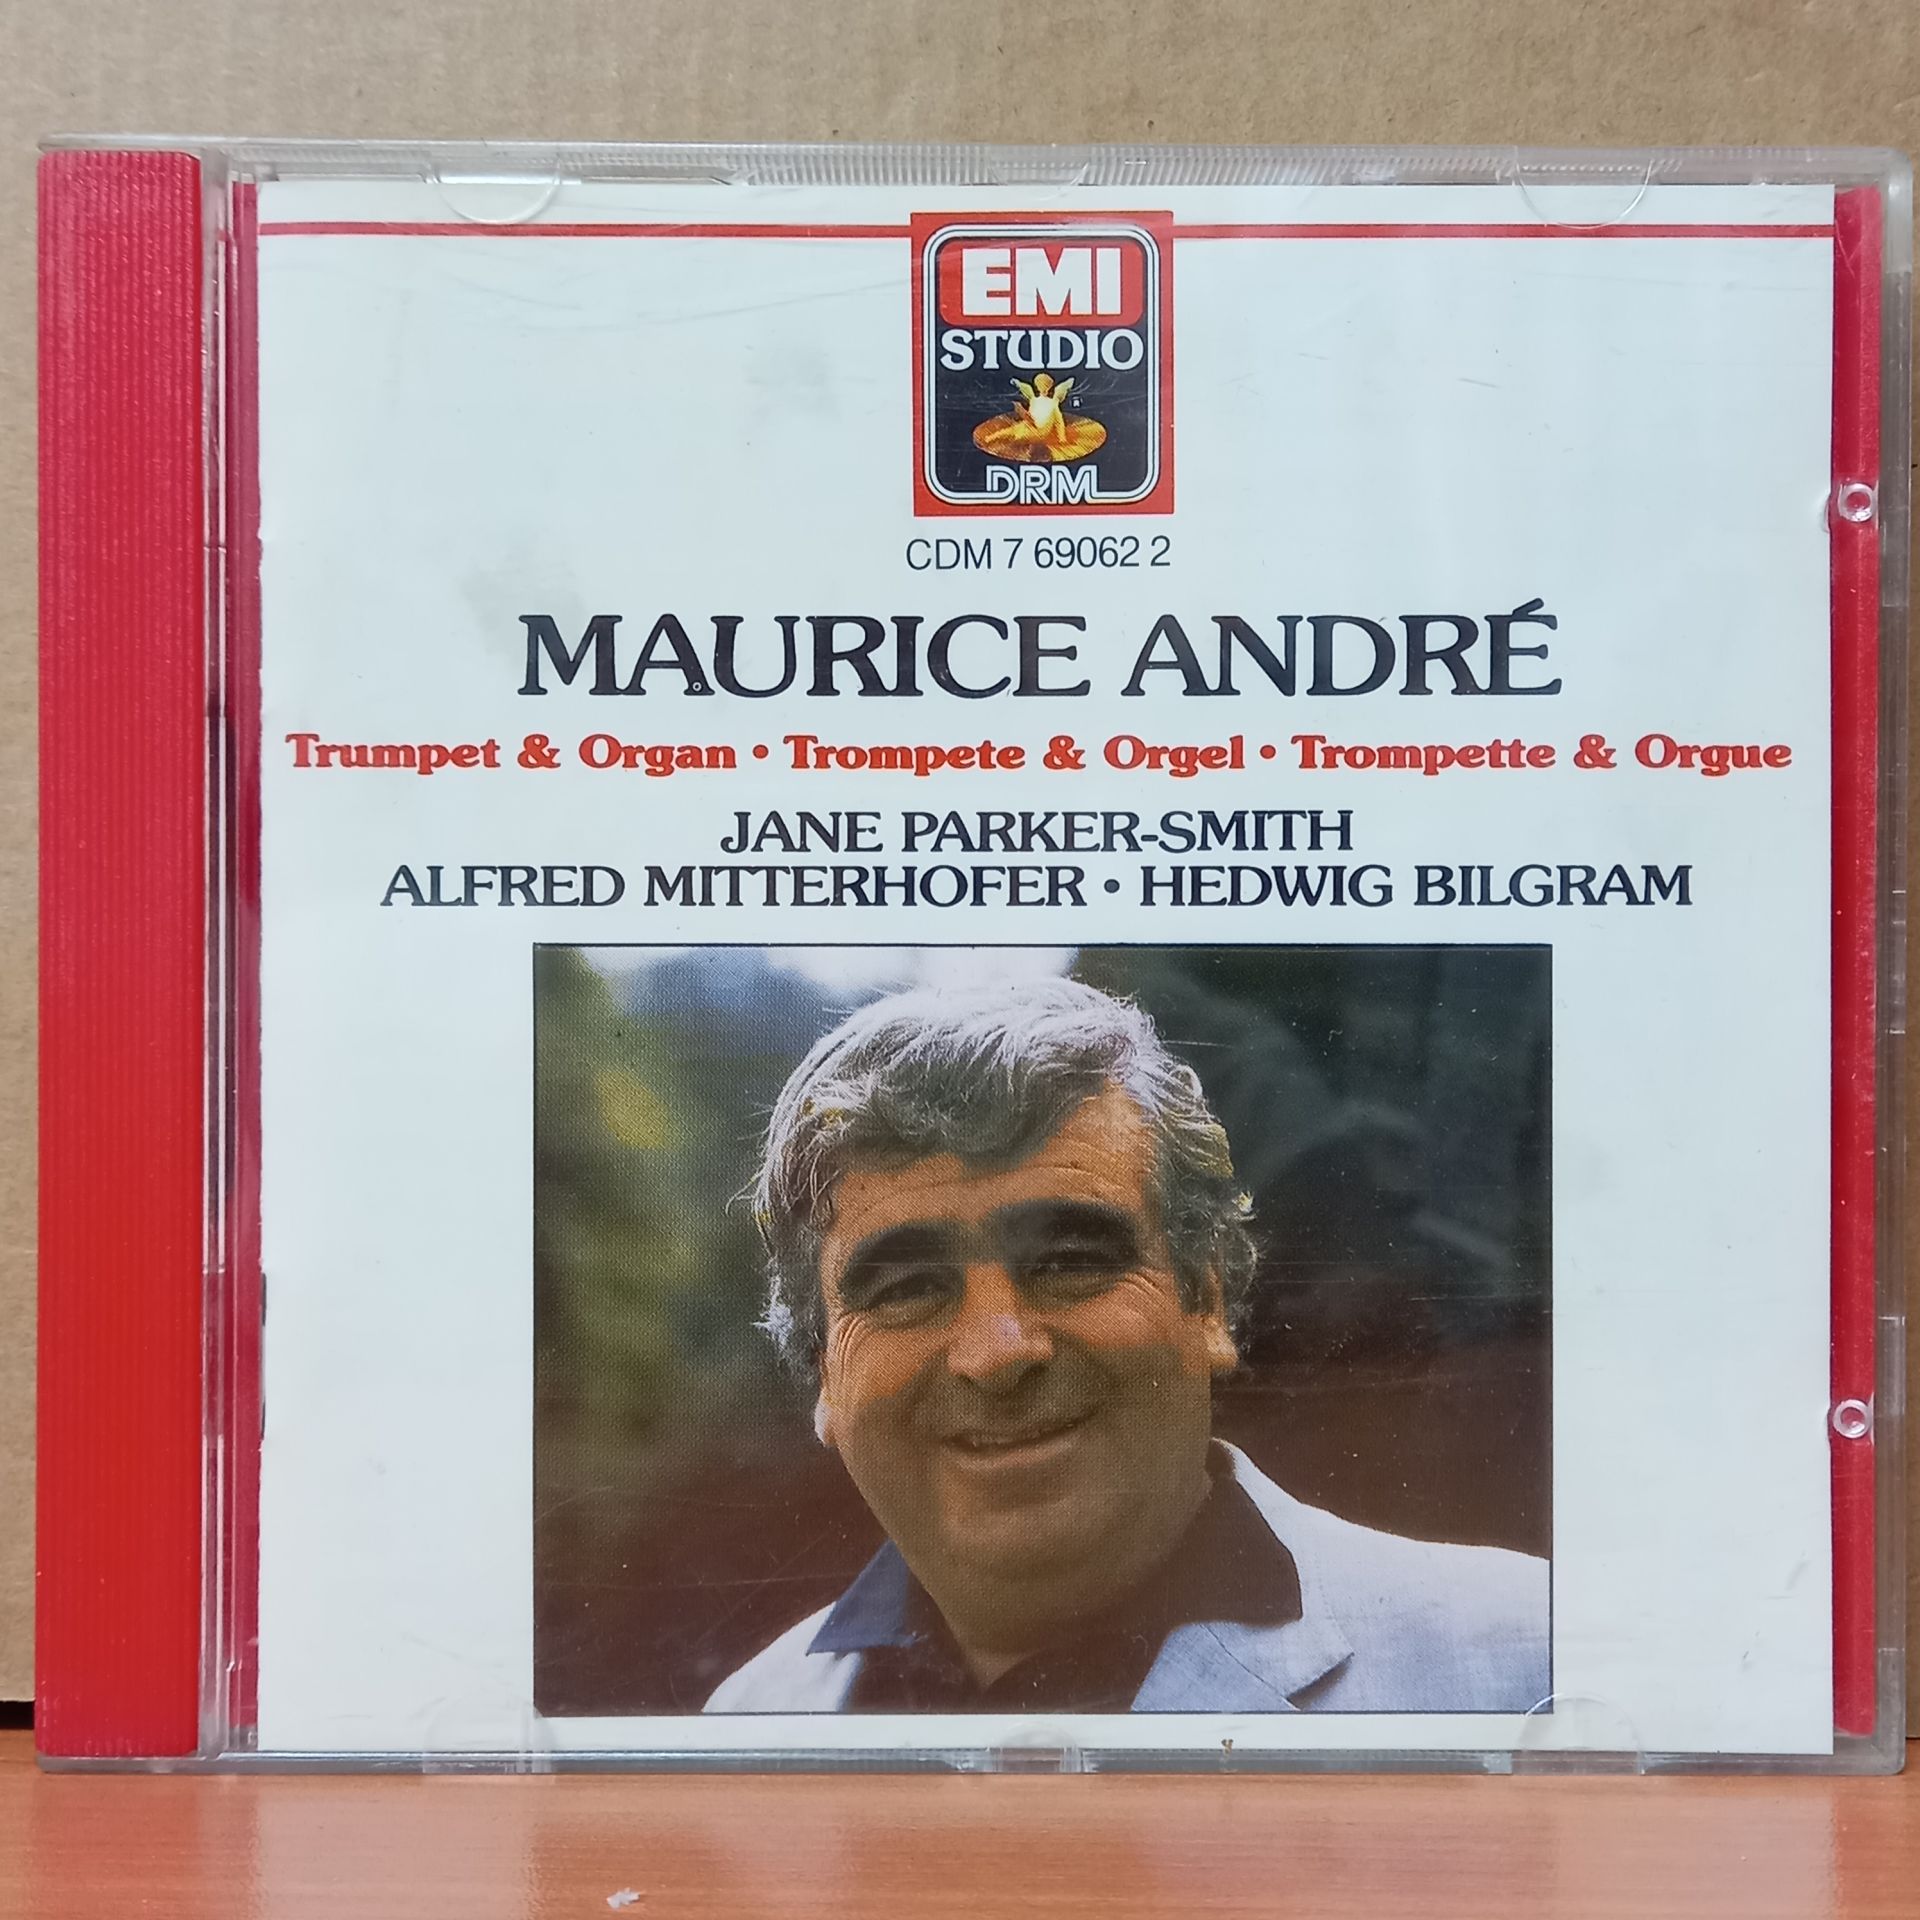 EMI
STUDIO
DRM
CDM 7 69062 2
MAURICE ANDRÉ
Trumpet & Organ • Trompete & Orgel • Trompette & Orgue
JANE PARKER-SMITH
ALFRED MITTERHOFER • HEDWIG BILGRAM